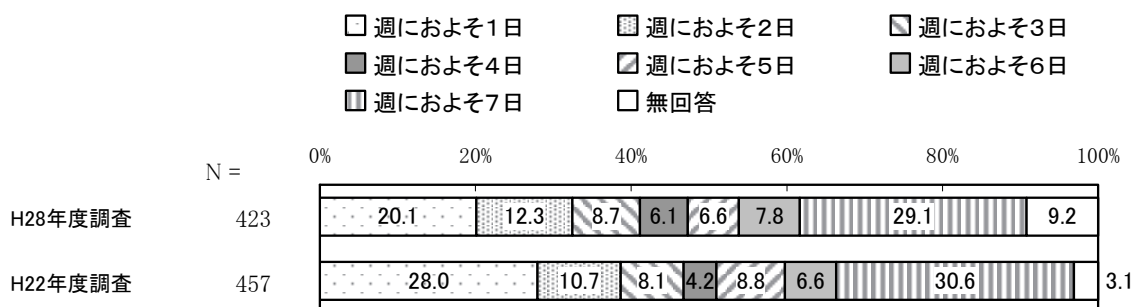 週におよそ１日 週におよそ２日 週におよそ３日
週におよそ４日 週におよそ５日 週におよそ６日
週におよそ７日 無回答
N = 0% 20% 40% 60% 80% 100%
H28年度調査 423 20.1 12.3 8.7 6.1 6.6 7.8 29.1 9.2
H22年度調査 457 28.0 10.7 8.1 4.2 8.8 6.6 30.6 3.1